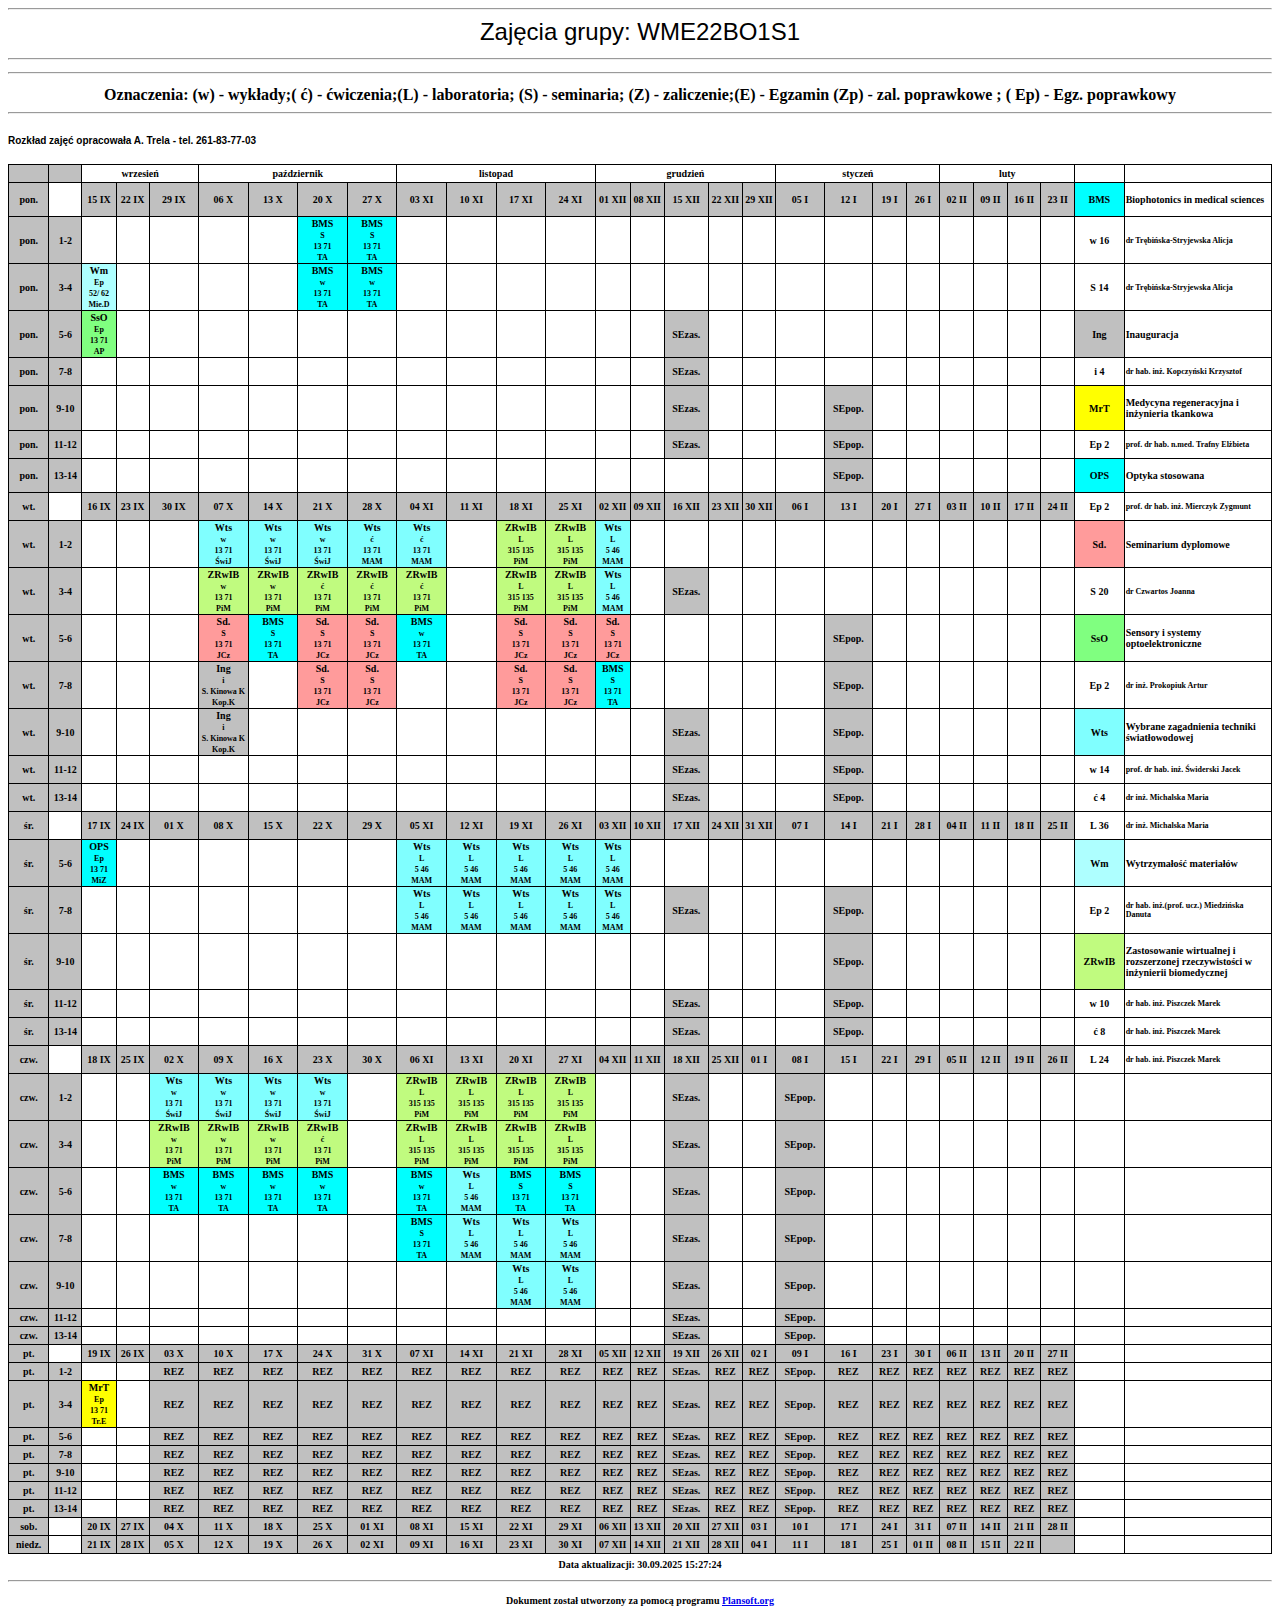 Zajęcia grupy: WME22BO1S1
Oznaczenia: (w) - wykłady;( ć) - ćwiczenia;(L) - laboratoria; (S) - seminaria; (Z) - zaliczenie;(E) - Egzamin (Zp) - zal. poprawkowe ; ( Ep) - Egz. poprawkowy
Rozkład zajęć opracowała A. Trela - tel. 261-83-77-03
wrzesień październik listopad grudzień styczeń luty
pon. 15 IX 22 IX 29 IX 06 X 13 X 20 X 27 X 03 XI 10 XI 17 XI 24 XI 01 XII 08 XII 15 XII 22 XII 29 XII 05 I 12 I 19 I 26 I 02 II 09 II 16 II 23 II BMS Biophotonics in medical sciences
BMS BMS
S S
pon. 1-2 13 71 13 71 w 16 dr Trębińska-Stryjewska Alicja
TA TA
Wm BMS BMS
Ep w w
pon. 3-4 52/ 62 13 71 13 71 S 14 dr Trębińska-Stryjewska Alicja
Mie.D TA TA
SsO
Ep
pon. 5-6 13 71 SEzas. Ing Inauguracja
AP
pon. 7-8 SEzas. i 4 dr hab. inż. Kopczyński Krzysztof
pon. 9-10 SEzas. SEpop. MrT Medycyna regeneracyjna i
inżynieria tkankowa
pon. 11-12 SEzas. SEpop. Ep 2 prof. dr hab. n.med. Trafny Elżbieta
pon. 13-14 SEpop. OPS Optyka stosowana
wt. 16 IX 23 IX 30 IX 07 X 14 X 21 X 28 X 04 XI 11 XI 18 XI 25 XI 02 XII 09 XII 16 XII 23 XII 30 XII 06 I 13 I 20 I 27 I 03 II 10 II 17 II 24 II Ep 2 prof. dr hab. inż. Mierczyk Zygmunt
Wts Wts Wts Wts Wts ZRwIB ZRwIB Wts
w w w ć ć L L L
wt. 1-2 13 71 13 71 13 71 13 71 13 71 315 135 315 135 5 46 Sd. Seminarium dyplomowe
ŚwiJ ŚwiJ ŚwiJ MAM MAM PiM PiM MAM
ZRwIB ZRwIB ZRwIB ZRwIB ZRwIB ZRwIB ZRwIB Wts
w w ć ć ć L L L
wt. 3-4 13 71 13 71 13 71 13 71 13 71 315 135 315 135 5 46 SEzas. S 20 dr Czwartos Joanna
PiM PiM PiM PiM PiM PiM PiM MAM
Sd. BMS Sd. Sd. BMS Sd. Sd. Sd.
S S S S w S S S
wt. 5-6 13 71 13 71 13 71 13 71 13 71 13 71 13 71 13 71 SEpop. SsO Sensory i systemy
optoelektroniczne
JCz TA JCz JCz TA JCz JCz JCz
Ing Sd. Sd. Sd. Sd. BMS
i S S S S S
wt. 7-8 S. Kinowa K 13 71 13 71 13 71 13 71 13 71 SEpop. Ep 2 dr inż. Prokopiuk Artur
Kop.K JCz JCz JCz JCz TA
Ing
i
wt. 9-10 S. Kinowa K SEzas. SEpop. Wts Wybrane zagadnienia techniki
światłowodowej
Kop.K
wt. 11-12 SEzas. SEpop. w 14 prof. dr hab. inż. Świderski Jacek
wt. 13-14 SEzas. SEpop. ć 4 dr inż. Michalska Maria
śr. 17 IX 24 IX 01 X 08 X 15 X 22 X 29 X 05 XI 12 XI 19 XI 26 XI 03 XII 10 XII 17 XII 24 XII 31 XII 07 I 14 I 21 I 28 I 04 II 11 II 18 II 25 II L 36 dr inż. Michalska Maria
OPS Wts Wts Wts Wts Wts
Ep L L L L L
śr. 5-6 13 71 5 46 5 46 5 46 5 46 5 46 Wm Wytrzymałość materiałów
MiZ MAM MAM MAM MAM MAM
Wts Wts Wts Wts Wts
L L L L L
śr. 7-8 5 46 5 46 5 46 5 46 5 46 SEzas. SEpop. Ep 2 dr hab. inż.(prof. ucz.) Miedzińska
Danuta
MAM MAM MAM MAM MAM
śr. 9-10 SEpop. ZRwIB Zastosowanie wirtualnej i
rozszerzonej rzeczywistości w
inżynierii biomedycznej
śr. 11-12 SEzas. SEpop. w 10 dr hab. inż. Piszczek Marek
śr. 13-14 SEzas. SEpop. ć 8 dr hab. inż. Piszczek Marek
czw. 18 IX 25 IX 02 X 09 X 16 X 23 X 30 X 06 XI 13 XI 20 XI 27 XI 04 XII 11 XII 18 XII 25 XII 01 I 08 I 15 I 22 I 29 I 05 II 12 II 19 II 26 II L 24 dr hab. inż. Piszczek Marek
Wts Wts Wts Wts ZRwIB ZRwIB ZRwIB ZRwIB
w w w w L L L L
czw. 1-2 13 71 13 71 13 71 13 71 315 135 315 135 315 135 315 135 SEzas. SEpop.
ŚwiJ ŚwiJ ŚwiJ ŚwiJ PiM PiM PiM PiM
ZRwIB ZRwIB ZRwIB ZRwIB ZRwIB ZRwIB ZRwIB ZRwIB
w w w ć L L L L
czw. 3-4 13 71 13 71 13 71 13 71 315 135 315 135 315 135 315 135 SEzas. SEpop.
PiM PiM PiM PiM PiM PiM PiM PiM
BMS BMS BMS BMS BMS Wts BMS BMS
w w w w w L S S
czw. 5-6 13 71 13 71 13 71 13 71 13 71 5 46 13 71 13 71 SEzas. SEpop.
TA TA TA TA TA MAM TA TA
BMS Wts Wts Wts
S L L L
czw. 7-8 13 71 5 46 5 46 5 46 SEzas. SEpop.
TA MAM MAM MAM
Wts Wts
L L
czw. 9-10 5 46 5 46 SEzas. SEpop.
MAM MAM
czw. 11-12 SEzas. SEpop.
czw. 13-14 SEzas. SEpop.
pt. 19 IX 26 IX 03 X 10 X 17 X 24 X 31 X 07 XI 14 XI 21 XI 28 XI 05 XII 12 XII 19 XII 26 XII 02 I 09 I 16 I 23 I 30 I 06 II 13 II 20 II 27 II
pt. 1-2 REZ REZ REZ REZ REZ REZ REZ REZ REZ REZ REZ SEzas. REZ REZ SEpop. REZ REZ REZ REZ REZ REZ REZ
MrT
Ep
pt. 3-4 13 71 REZ REZ REZ REZ REZ REZ REZ REZ REZ REZ REZ SEzas. REZ REZ SEpop. REZ REZ REZ REZ REZ REZ REZ
Tr.E
pt. 5-6 REZ REZ REZ REZ REZ REZ REZ REZ REZ REZ REZ SEzas. REZ REZ SEpop. REZ REZ REZ REZ REZ REZ REZ
pt. 7-8 REZ REZ REZ REZ REZ REZ REZ REZ REZ REZ REZ SEzas. REZ REZ SEpop. REZ REZ REZ REZ REZ REZ REZ
pt. 9-10 REZ REZ REZ REZ REZ REZ REZ REZ REZ REZ REZ SEzas. REZ REZ SEpop. REZ REZ REZ REZ REZ REZ REZ
pt. 11-12 REZ REZ REZ REZ REZ REZ REZ REZ REZ REZ REZ SEzas. REZ REZ SEpop. REZ REZ REZ REZ REZ REZ REZ
pt. 13-14 REZ REZ REZ REZ REZ REZ REZ REZ REZ REZ REZ SEzas. REZ REZ SEpop. REZ REZ REZ REZ REZ REZ REZ
sob. 20 IX 27 IX 04 X 11 X 18 X 25 X 01 XI 08 XI 15 XI 22 XI 29 XI 06 XII 13 XII 20 XII 27 XII 03 I 10 I 17 I 24 I 31 I 07 II 14 II 21 II 28 II
niedz. 21 IX 28 IX 05 X 12 X 19 X 26 X 02 XI 09 XI 16 XI 23 XI 30 XI 07 XII 14 XII 21 XII 28 XII 04 I 11 I 18 I 25 I 01 II 08 II 15 II 22 II
Data aktualizacji: 30.09.2025 15:27:24
Dokument został utworzony za pomocą programu Plansoft.org